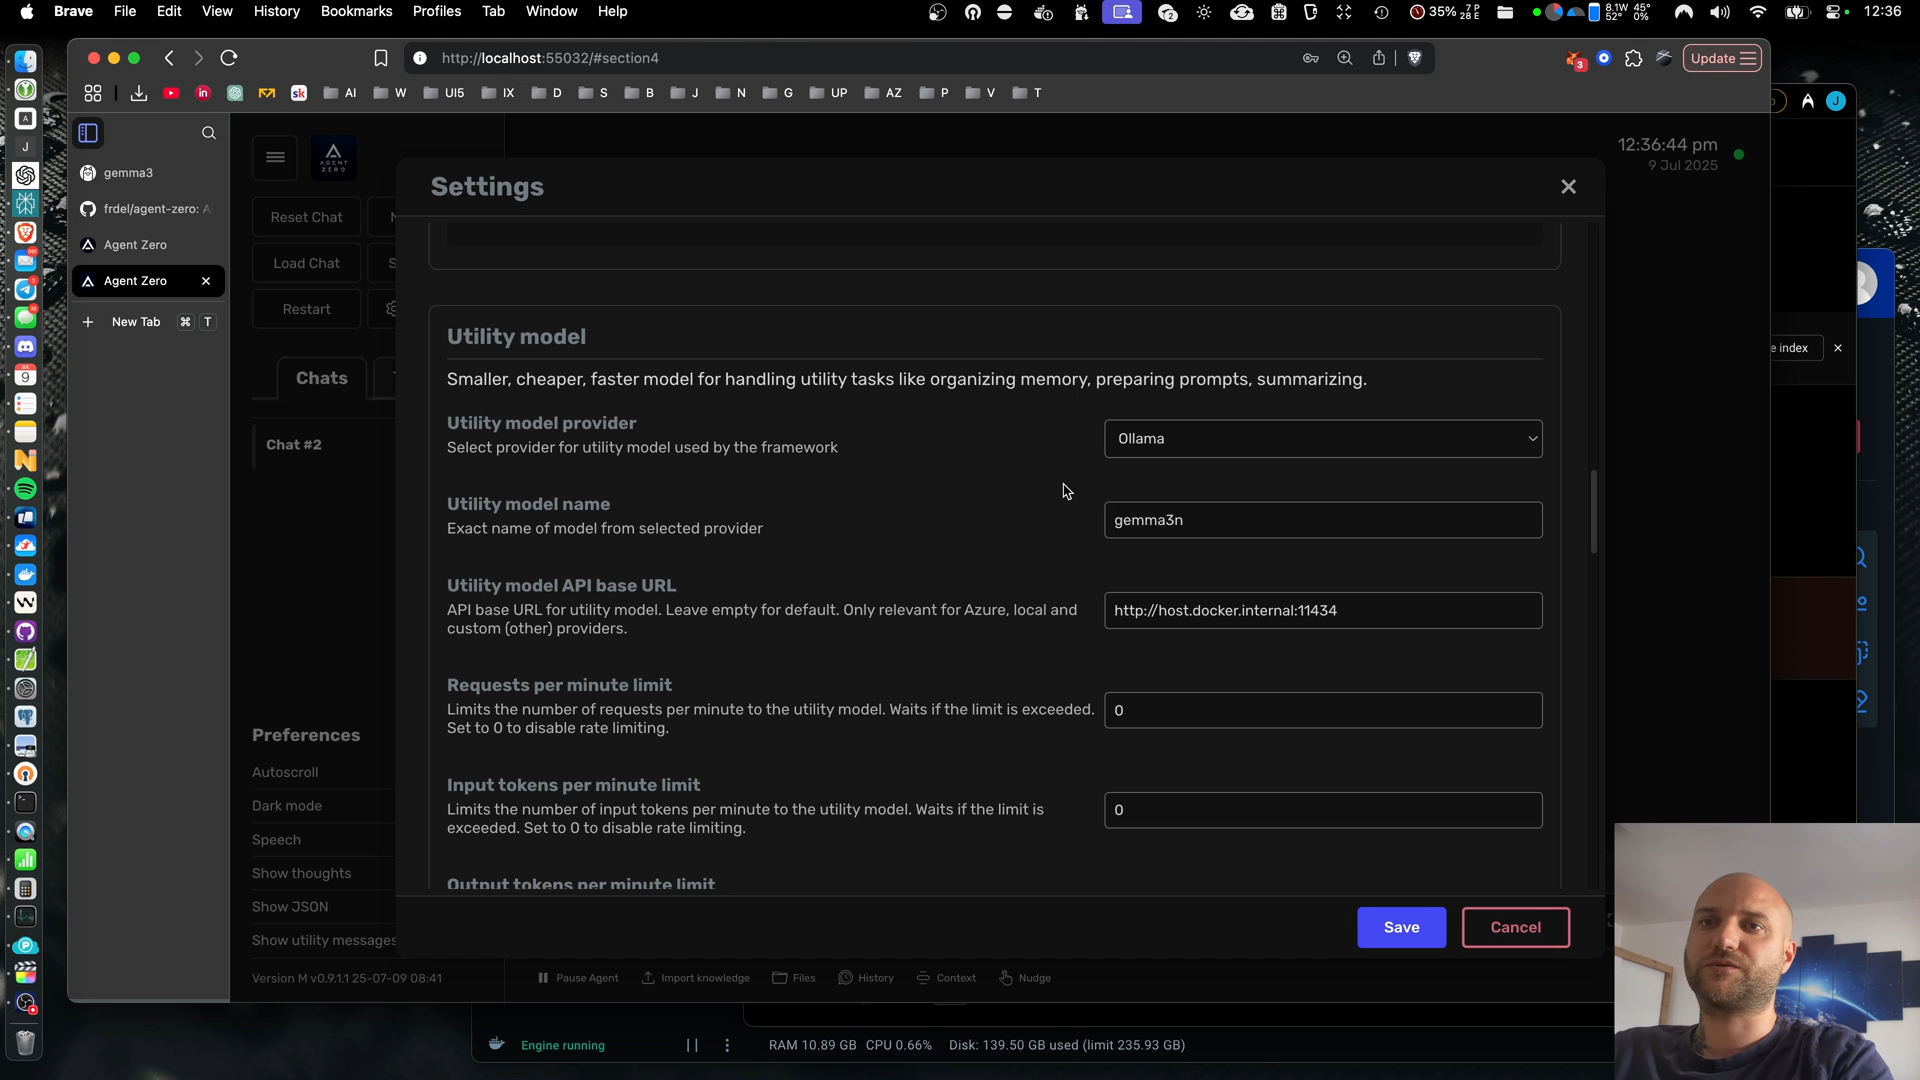 Brave File Edit View History Bookmarks Profiles Tab Window Help
35% 12:36
http://localhost:55032/#section4
Update
AI W UI5 IX D S B J N G UP AZ P V T
gemma3
frdel/agent-zero: A
Agent Zero
Agent Zero
New Tab ⌘ T
AGENT ZERO
Reset Chat
Load Chat
Restart
Chats
Chat #2
Preferences
Autoscroll
Dark mode
Speech
Show thoughts
Show JSON
Show utility messages
Version M v0.9.1.1 25-07-09 08:41
12:36:44 pm
9 Jul 2025
Settings
Utility model
Smaller, cheaper, faster model for handling utility tasks like organizing memory, preparing prompts, summarizing.
Utility model provider
Select provider for utility model used by the framework
Ollama
Utility model name
Exact name of model from selected provider
gemma3n
Utility model API base URL
API base URL for utility model. Leave empty for default. Only relevant for Azure, local and
custom (other) providers.
http://host.docker.internal:11434
Requests per minute limit
Limits the number of requests per minute to the utility model. Waits if the limit is exceeded.
Set to 0 to disable rate limiting.
0
Input tokens per minute limit
Limits the number of input tokens per minute to the utility model. Waits if the limit is
exceeded. Set to 0 to disable rate limiting.
0
Output tokens per minute limit
Save Cancel
Pause Agent Import knowledge Files History Context Nudge
e index
Engine running
RAM 10.89 GB CPU 0.66% Disk: 139.50 GB used (limit 235.93 GB)